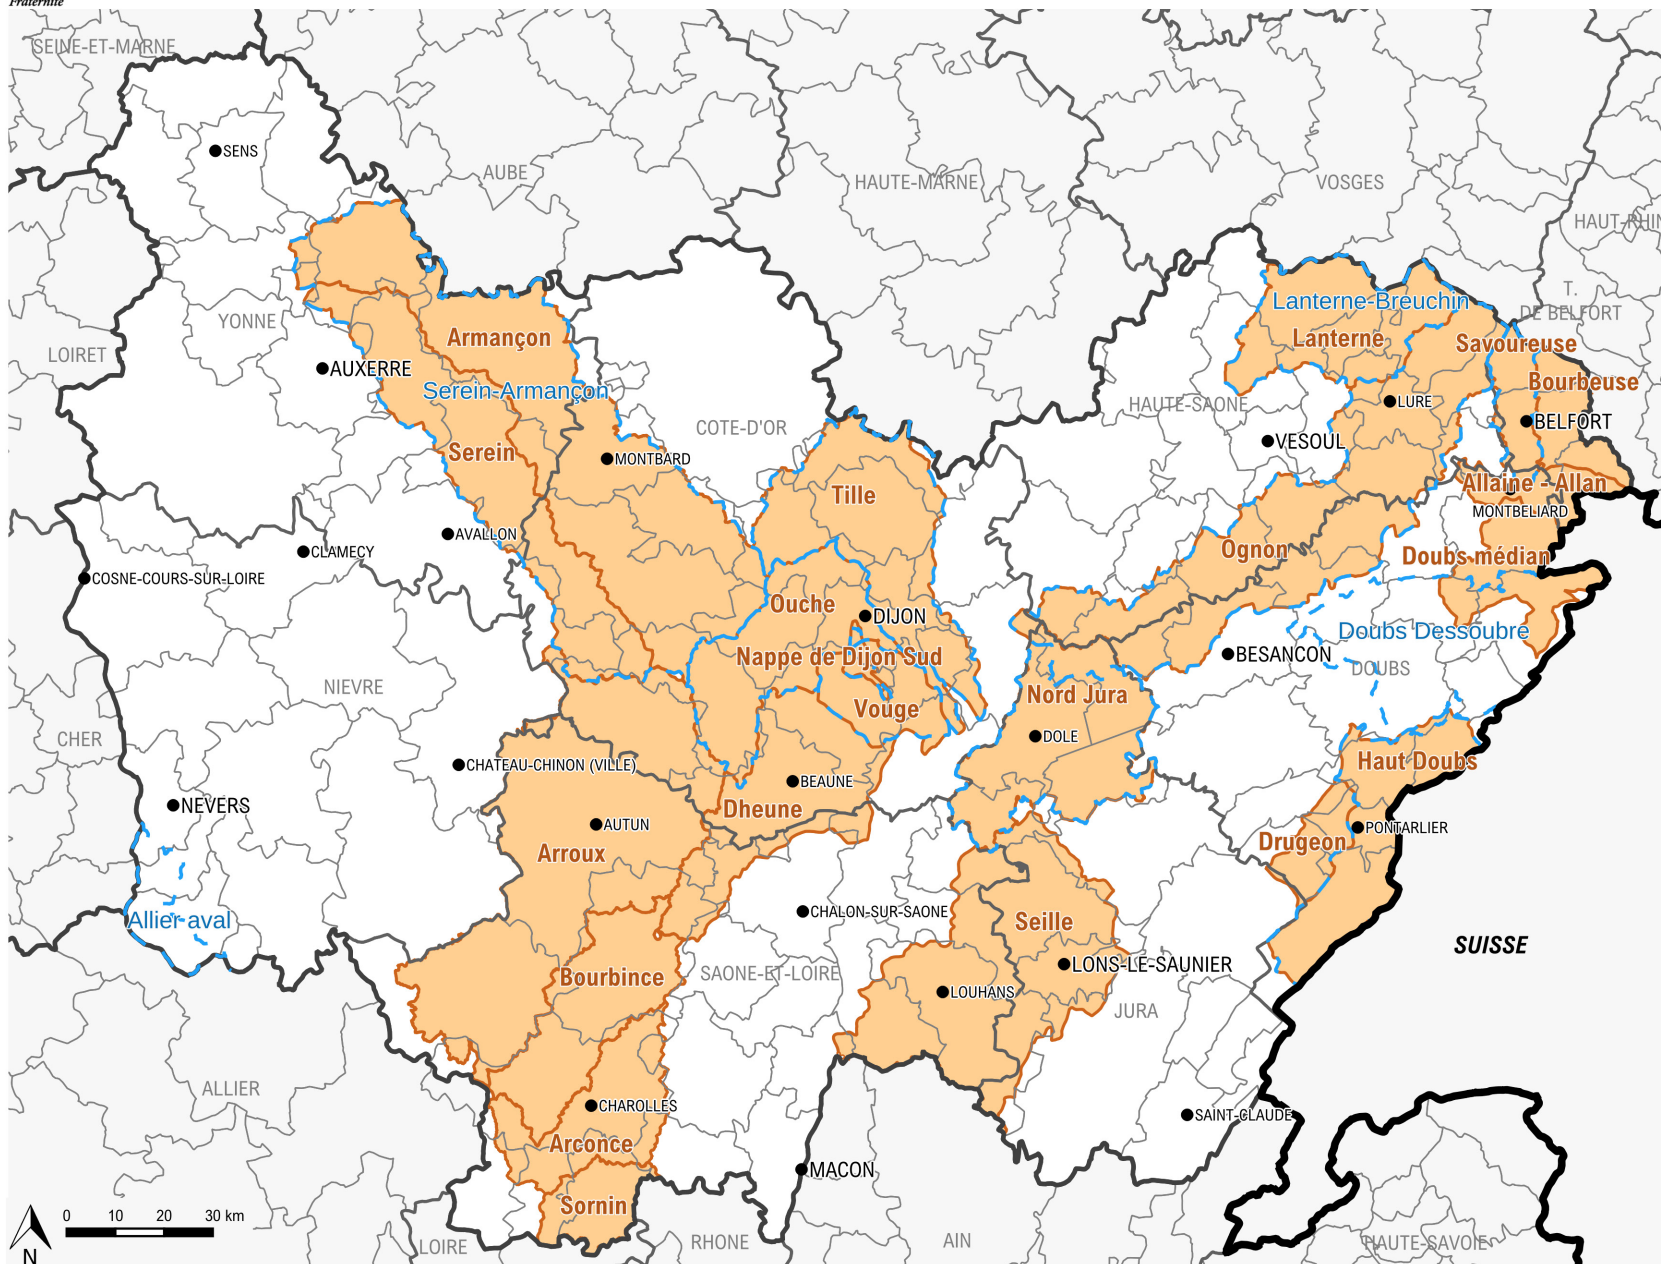 Fraternité
SEINE-ET-MARNE
SENS
AUBE
HAUTE-MARNE
VOSGES
HAUT-RHIN
T.
DE BELFORT
YONNE
LOIRET
AUXERRE
Armançon
Serein-Armançon
Serein
MONTBARD
COTE-D'OR
Lanterne-Breuchin
Lanterne
Savoureuse
Bourbeuse
LURE
BELFORT
HAUTE-SAONE
VESOUL
Allaine - Allan
MONTBELIARD
Tille
AVALLON
CLAMECY
COSNE-COURS-SUR-LOIRE
Ognon
Doubs médian
Ouche
DIJON
Nappe de Dijon Sud
Vouge
Doubs Dessoubre
BESANCON
DOUBS
Nord Jura
DOLE
NIEVRE
CHER
CHATEAU-CHINON (VILLE)
BEAUNE
Haut Doubs
NEVERS
Dheune
AUTUN
Arroux
Drugeon
PONTARLIER
Allier aval
CHALON-SUR-SAONE
Seille
SUISSE
Bourbince
SAONE-ET-LOIRE
LONS-LE-SAUNIER
LOUHANS
JURA
ALLIER
CHAROLLES
SAINT-CLAUDE
Arconce
MACON
Sornin
0 10 20 30 km
N
LOIRE
RHONE
AIN
HAUTE-SAVOIE